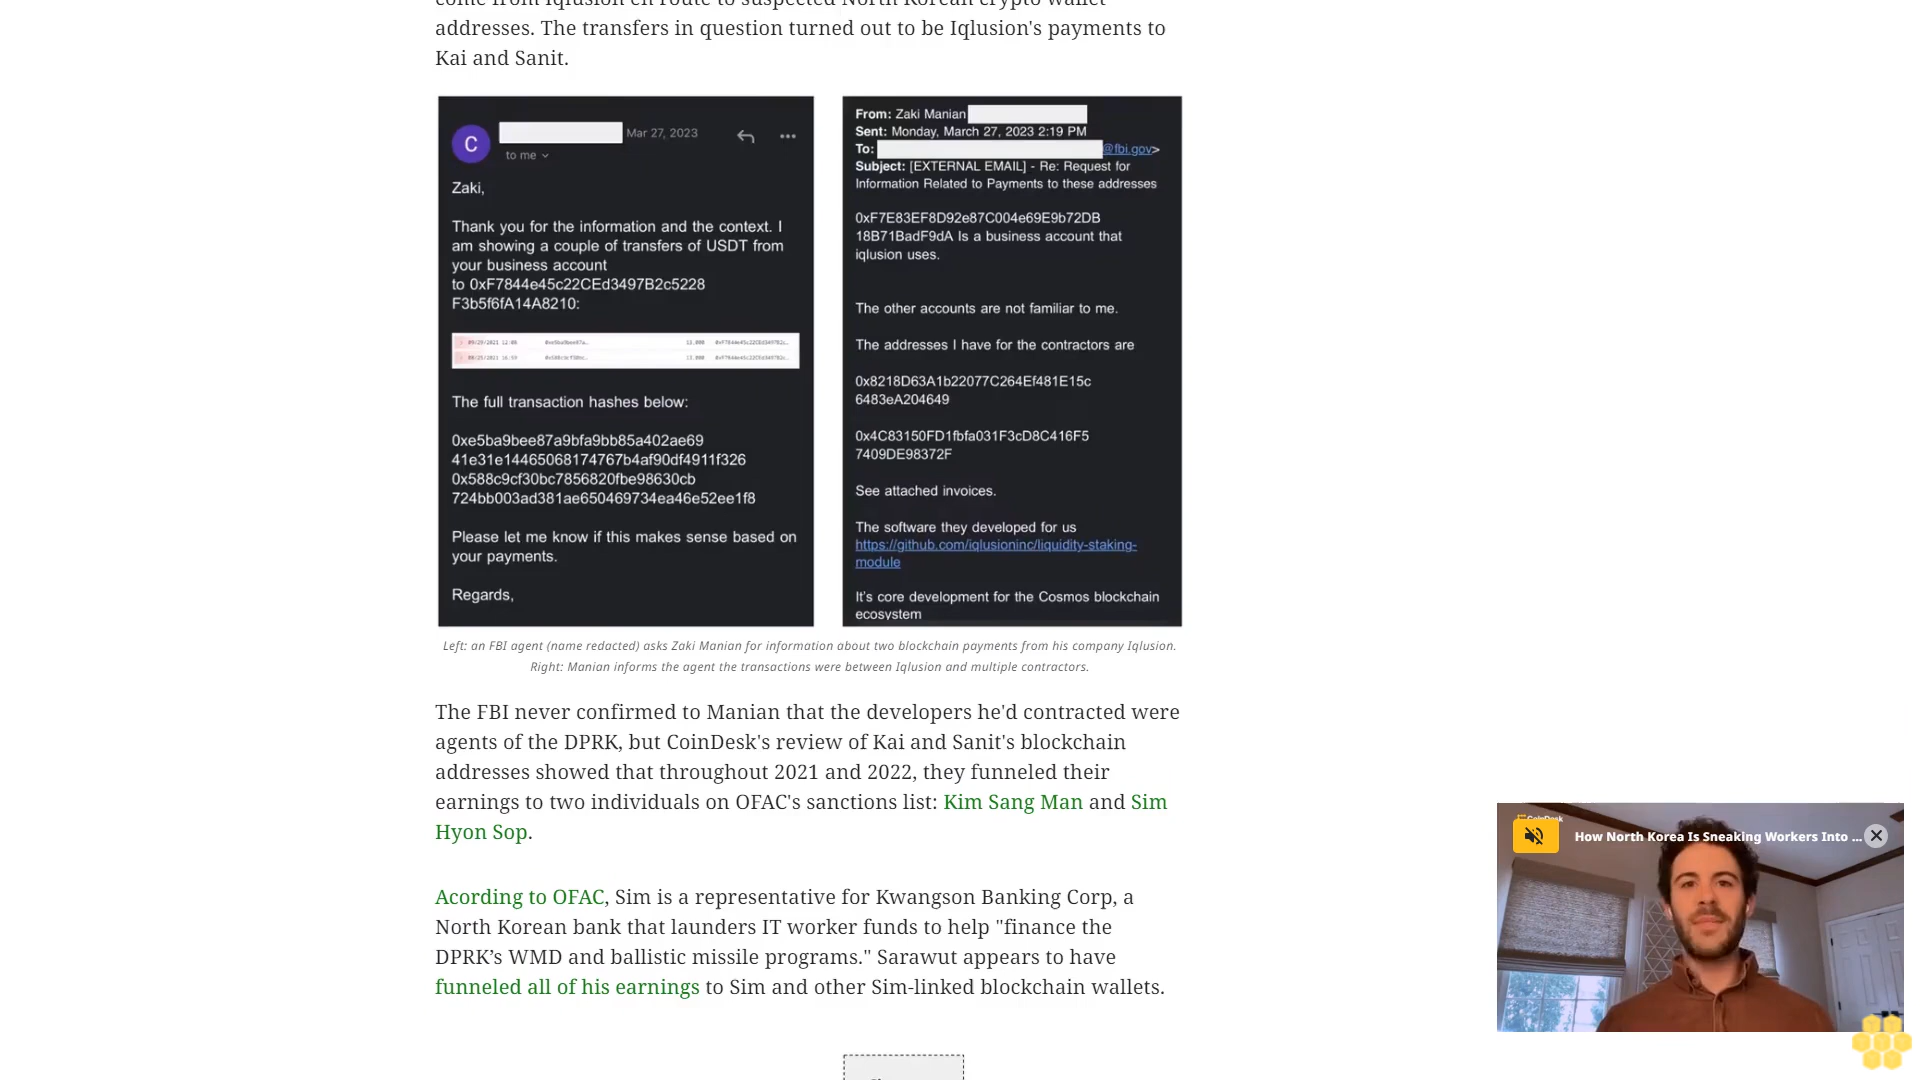 come from Iqlusion en route to suspected North Korean crypto wallet
addresses. The transfers in question turned out to be Iqlusion's payments to
Kai and Sanit.
C
Mar 27, 2023
to me
Zaki,
Thank you for the information and the context. I
am showing a couple of transfers of USDT from
your business account
to 0xF7844e45c22CEd3497B2c5228
F3b5f6fA14A8210:
The full transaction hashes below:
0xe5ba9bee87a9bfa9bb85a402ae69
41e31e14465068174767b4af90df4911f326
0x588c9cf30bc7856820fbe98630cb
724bb003ad381ae650469734ea46e52ee1f8
Please let me know if this makes sense based on
your payments.
Regards,
From: Zaki Manian
Sent: Monday, March 27, 2023 2:19 PM
To: @fbi.gov>
Subject: [EXTERNAL EMAIL] - Re: Request for
Information Related to Payments to these addresses
0xF7E83EF8D92e87C004e69E9b72DB
18B71BadF9dA Is a business account that
iqlusion uses.
The other accounts are not familiar to me.
The addresses I have for the contractors are
0x8218D63A1b22077C264Ef481E15c
6483eA204649
0x4C83150FD1fbfa031F3cD8C416F5
7409DE98372F
See attached invoices.
The software they developed for us
https://github.com/iqlusioninc/liquidity-staking-
module
It's core development for the Cosmos blockchain
ecosystem
Left: an FBI agent (name redacted) asks Zaki Manian for information about two blockchain payments from his company Iqlusion.
Right: Manian informs the agent the transactions were between Iqlusion and multiple contractors.
The FBI never confirmed to Manian that the developers he'd contracted were
agents of the DPRK, but CoinDesk's review of Kai and Sanit's blockchain
addresses showed that throughout 2021 and 2022, they funneled their
earnings to two individuals on OFAC's sanctions list: Kim Sang Man and Sim
Hyon Sop.
Acording to OFAC, Sim is a representative for Kwangson Banking Corp, a
North Korean bank that launders IT worker funds to help "finance the
DPRK’s WMD and ballistic missile programs." Sarawut appears to have
funneled all of his earnings to Sim and other Sim-linked blockchain wallets.
CoinDesk
How North Korea Is Sneaking Workers Into ...